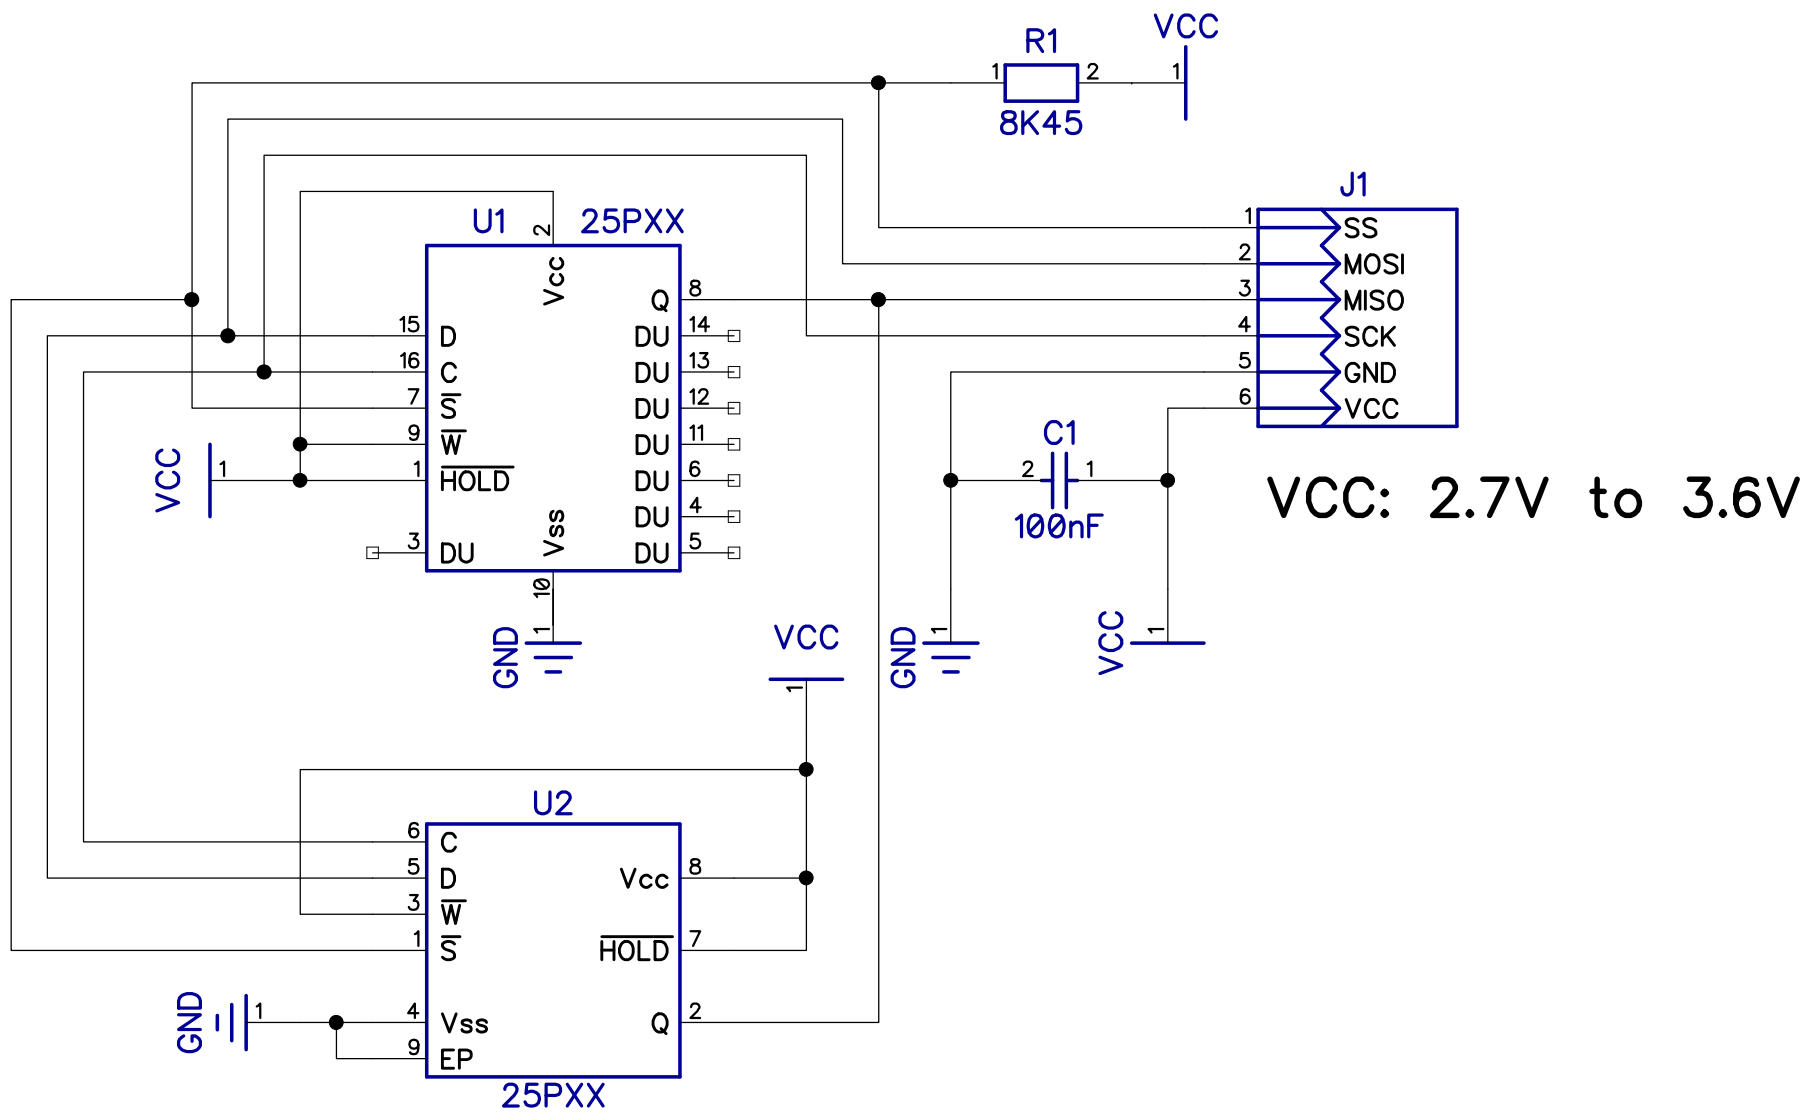 VCC
R1
1 2 1
8K45
J1
U1 2 25PXX
1 SS
2 MOSI
3 MISO
4 SCK
5 GND
6 VCC
Vcc
Q 8
15 D DU 14
16 C DU 13
7 S DU 12
9 W DU 11
VCC 1 1 HOLD DU 6
Vss DU 4
3 DU DU 5
C1
2 1
100nF
VCC: 2.7V to 3.6V
10
GND 1
VCC
1
GND 1
VCC 1
U2
6 C
5 D Vcc 8
3 W
1 S HOLD 7
GND 1 4 Vss Q 2
9 EP
25PXX